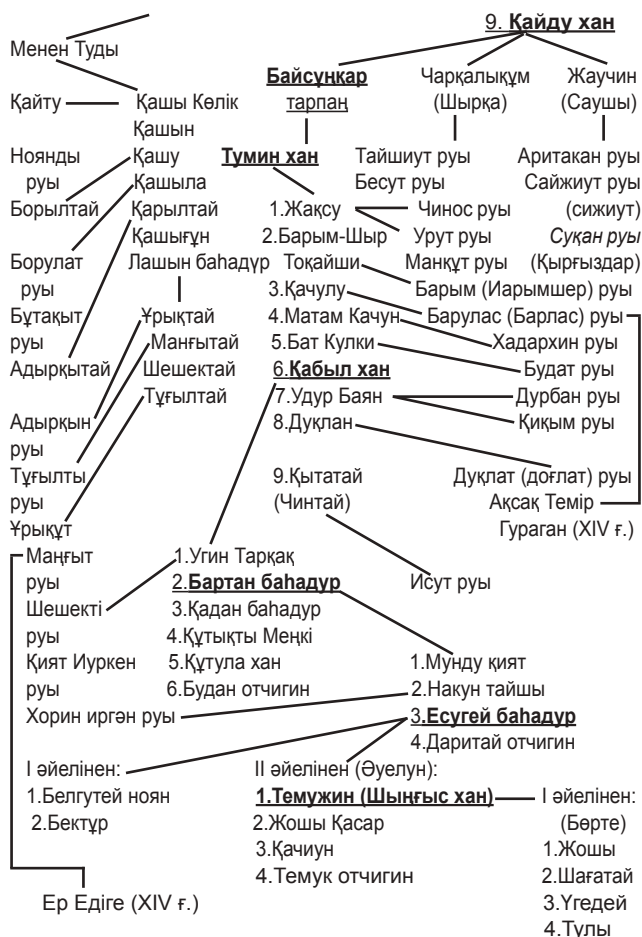 9. Қайду хан
Менен Туды
Байсұңқар Чарқалықұм Жаучин
Қайту Қашы Көлік тарпаң (Шырқа) (Саушы)
Қашын
Ноянды Қашу Тумин хан Тайшиут руы Аритакан руы
руы Қашыла Бесут руы Сайжиут руы
Борылтай Қарылтай 1.Жақсу Чинос руы (сижиут)
Қашығұн 2.Барым-Шыр Урут руы Суқан руы
Борулат Лашын баһадүр Тоқайши Манқұт руы (Қырғыздар)
руы 3.Қачулу Барым (Иарымшер) руы
Бұтақыт Ұрықтай 4.Матам Качун Барулас (Барлас) руы
руы Манғытай 5.Бат Кулки Хадархин руы
Адырқытай Шешектай 6.Қабыл хан Будат руы
Тұғылтай 7.Удур Баян Дурбан руы
Адырқын 8.Дуқлан Қиқым руы
руы
Тұғылты 9.Қытатай Дуқлат (доғлат) руы
руы (Чинтай) Ақсақ Темір
Ұрықұт Гураган (XIV ғ.)
Маңғыт 1.Угин Тарқақ
руы 2.Бартан баһадур Исут руы
Шешекті 3.Қадан баһадур
руы 4.Құтықты Меңкі
Қият Иуркен 5.Құтула хан 1.Мунду қият
руы 6.Будан отчигин 2.Накун тайшы
Хорин иргән руы 3.Есугей баһадур
4.Даритай отчигин
I әйелінен: II әйелінен (Әуелун):
1.Белгутей ноян 1.Темужин (Шыңғыс хан) I әйелінен:
2.Бектұр 2.Жошы Қасар (Бөрте)
3.Қачиун 1.Жошы
4.Темук отчигин 2.Шағатай
Ер Едіге (XIV ғ.) 3.Үгедей
4.Тулы